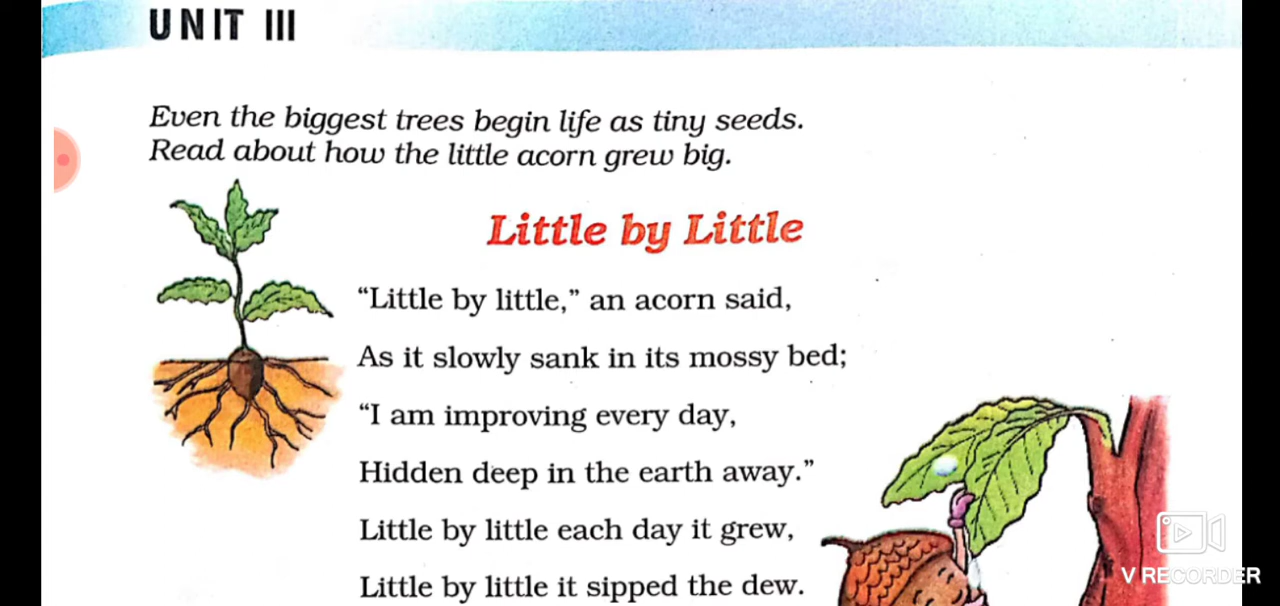 UNIT III
Even the biggest trees begin life as tiny seeds.
Read about how the little acorn grew big.
Little by Little
“Little by little,” an acorn said,
As it slowly sank in its mossy bed;
“I am improving every day,
Hidden deep in the earth away.”
Little by little each day it grew,
Little by little it sipped the dew.
V RECORDER